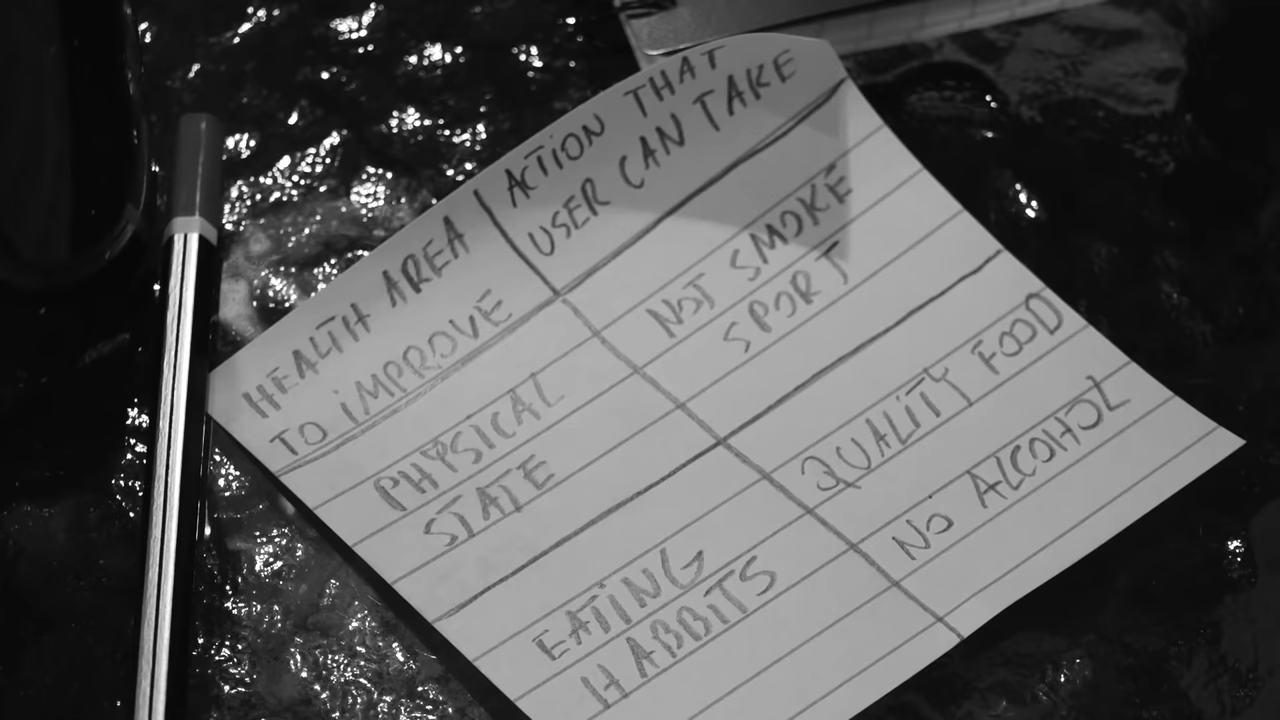 HEALTH AREA
TO IMPROVE
ACTION THAT
USER CAN TAKE
PHYSICAL
STATE
NOT SMOKE
SPORT
EATING
HABBITS
QUALITY FOOD
NO ALCOHOL